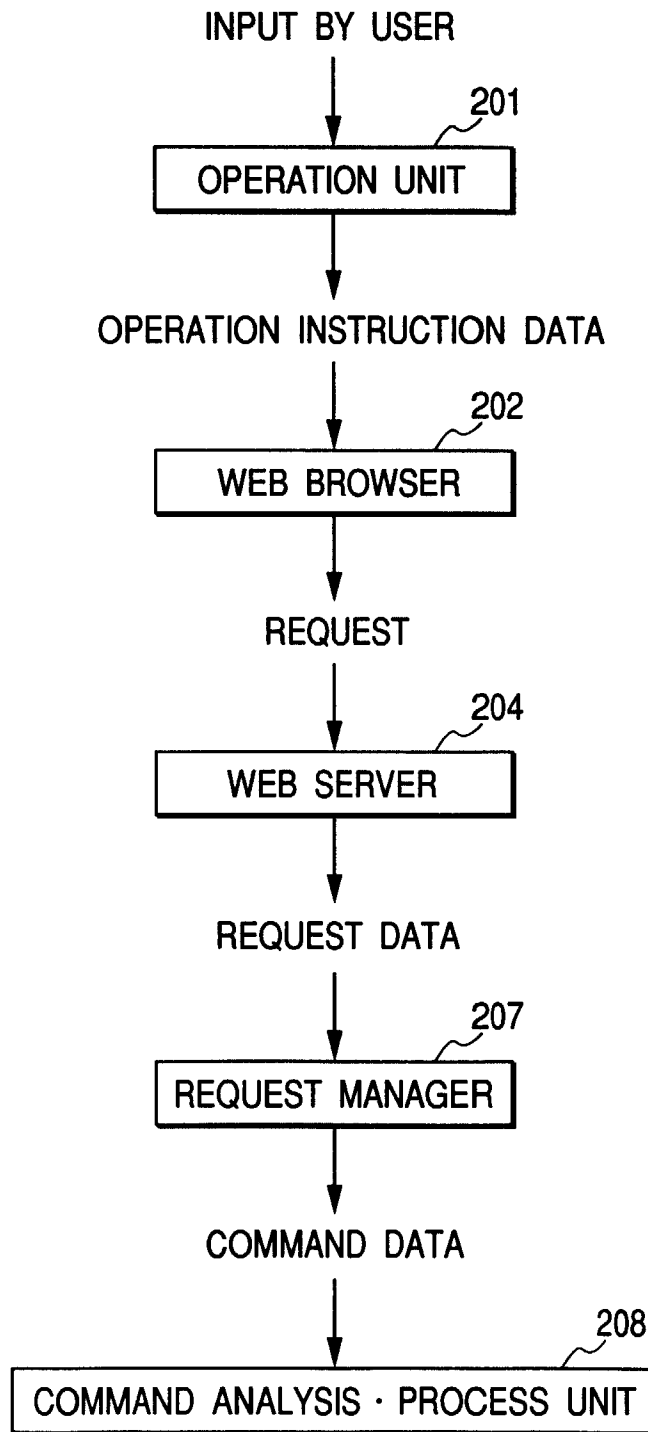 INPUT BY USER
201
OPERATION UNIT
OPERATION INSTRUCTION DATA
202
WEB BROWSER
REQUEST
204
WEB SERVER
REQUEST DATA
207
REQUEST MANAGER
COMMAND DATA
208
COMMAND ANALYSIS · PROCESS UNIT